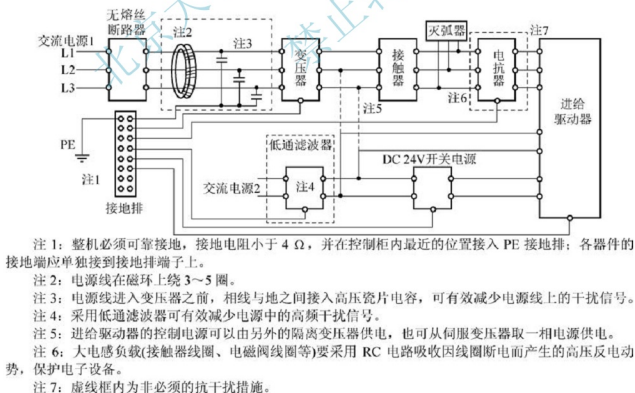 无熔丝
断路器
交流电源1
L1
L2
L3
注2
注3
变压器
接触器
灭弧器
注7
电抗器
注5
注6
进给
驱动器
PE
注1
接地排
低通滤波器
交流电源2
注4
DC 24V开关电源
北京天
禁止
注 1：整机必须可靠接地，接地电阻小于 4 Ω，并在控制柜内最近的位置接入 PE 接地排；各器件的
接地端应单独接到接地排端子上。
注 2：电源线在磁环上绕 3～5 圈。
注 3：电源线进入变压器之前，相线与地之间接入高压瓷片电容，可有效减少电源线上的干扰信号。
注 4：采用低通滤波器可有效减少电源中的高频干扰信号。
注 5：进给驱动器的控制电源可以由另外的隔离变压器供电，也可从伺服变压器取一相电源供电。
注 6：大电感负载(接触器线圈、电磁阀线圈等)要采用 RC 电路吸收因线圈断电而产生的高压反电动
势，保护电子设备。
注 7：虚线框内为非必须的抗干扰措施。